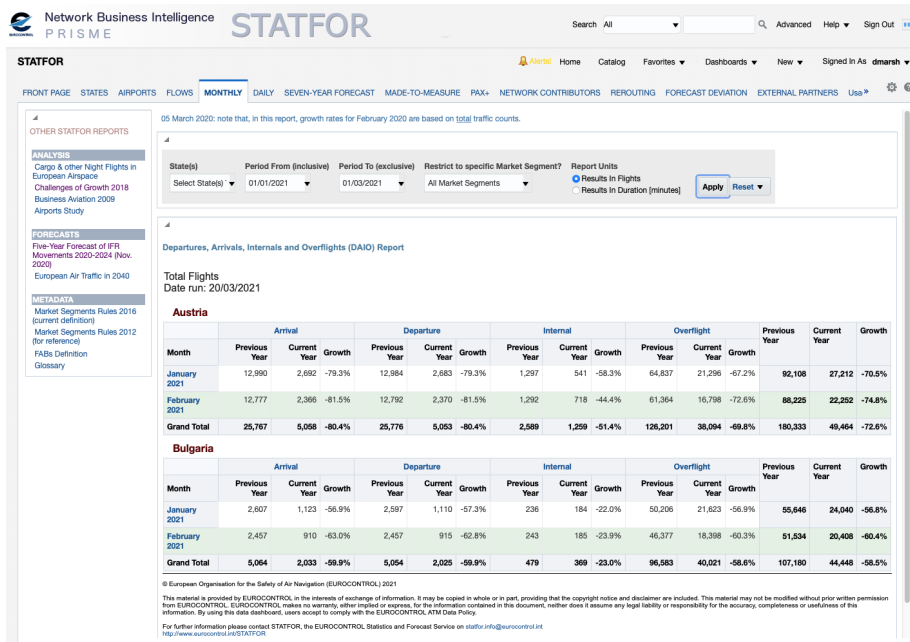 Network Business Intelligence
PRISME
EUROCONTROL
STATFOR
Search All Advanced Help Sign Out
STATFOR
Alerts! Home Catalog Favorites Dashboards New Signed In As dmarsh
FRONT PAGE STATES AIRPORTS FLOWS MONTHLY DAILY SEVEN-YEAR FORECAST MADE-TO-MEASURE PAX+ NETWORK CONTRIBUTORS REROUTING FORECAST DEVIATION EXTERNAL PARTNERS Usa»
OTHER STATFOR REPORTS
ANALYSIS
Cargo & other Night Flights in
European Airspace
Challenges of Growth 2018
Business Aviation 2009
Airports Study
FORECASTS
Five-Year Forecast of IFR
Movements 2020-2024 (Nov.
2020)
European Air Traffic in 2040
METADATA
Market Segments Rules 2016
(current definition)
Market Segments Rules 2012
(for reference)
FABs Definition
Glossary
05 March 2020: note that, in this report, growth rates for February 2020 are based on total traffic counts.
State(s) Period From (inclusive) Period To (exclusive) Restrict to specific Market Segment? Report Units
Select State(s) 01/01/2021 01/03/2021 All Market Segments
Results In Flights
Results In Duration [minutes]
Apply Reset
Departures, Arrivals, Internals and Overflights (DAIO) Report
Total Flights
Date run: 20/03/2021
Austria
Arrival Departure Internal Overflight Previous Year Current Year Growth
Month Previous Year Current Year Growth Previous Year Current Year Growth Previous Year Current Year Growth Previous Year Current Year Growth
January 2021 12,990 2,692 -79.3% 12,984 2,683 -79.3% 1,297 541 -58.3% 64,837 21,296 -67.2% 92,108 27,212 -70.5%
February 2021 12,777 2,366 -81.5% 12,792 2,370 -81.5% 1,292 718 -44.4% 61,364 16,798 -72.6% 88,225 22,252 -74.8%
Grand Total 25,767 5,058 -80.4% 25,776 5,053 -80.4% 2,589 1,259 -51.4% 126,201 38,094 -69.8% 180,333 49,464 -72.6%
Bulgaria
Arrival Departure Internal Overflight Previous Year Current Year Growth
Month Previous Year Current Year Growth Previous Year Current Year Growth Previous Year Current Year Growth Previous Year Current Year Growth
January 2021 2,607 1,123 -56.9% 2,597 1,110 -57.3% 236 184 -22.0% 50,206 21,623 -56.9% 55,646 24,040 -56.8%
February 2021 2,457 910 -63.0% 2,457 915 -62.8% 243 185 -23.9% 46,377 18,398 -60.3% 51,534 20,408 -60.4%
Grand Total 5,064 2,033 -59.9% 5,054 2,025 -59.9% 479 369 -23.0% 96,583 40,021 -58.6% 107,180 44,448 -58.5%
© European Organisation for the Safety of Air Navigation (EUROCONTROL) 2021
This material is provided by EUROCONTROL in the interests of exchange of information. It may be copied in whole or in part, providing that the copyright notice and disclaimer are included. This material may not be modified without prior written permission
from EUROCONTROL. EUROCONTROL makes no warranty, either implied or express, for the information contained in this document, neither does it assume any legal liability or responsibility for the accuracy, completeness or usefulness of this
information. By using this data dashboard, users accept to comply with the EUROCONTROL ATM Data Policy.
For further information please contact STATFOR, the EUROCONTROL Statistics and Forecast Service on statfor.info@eurocontrol.int
http://www.eurocontrol.int/STATFOR